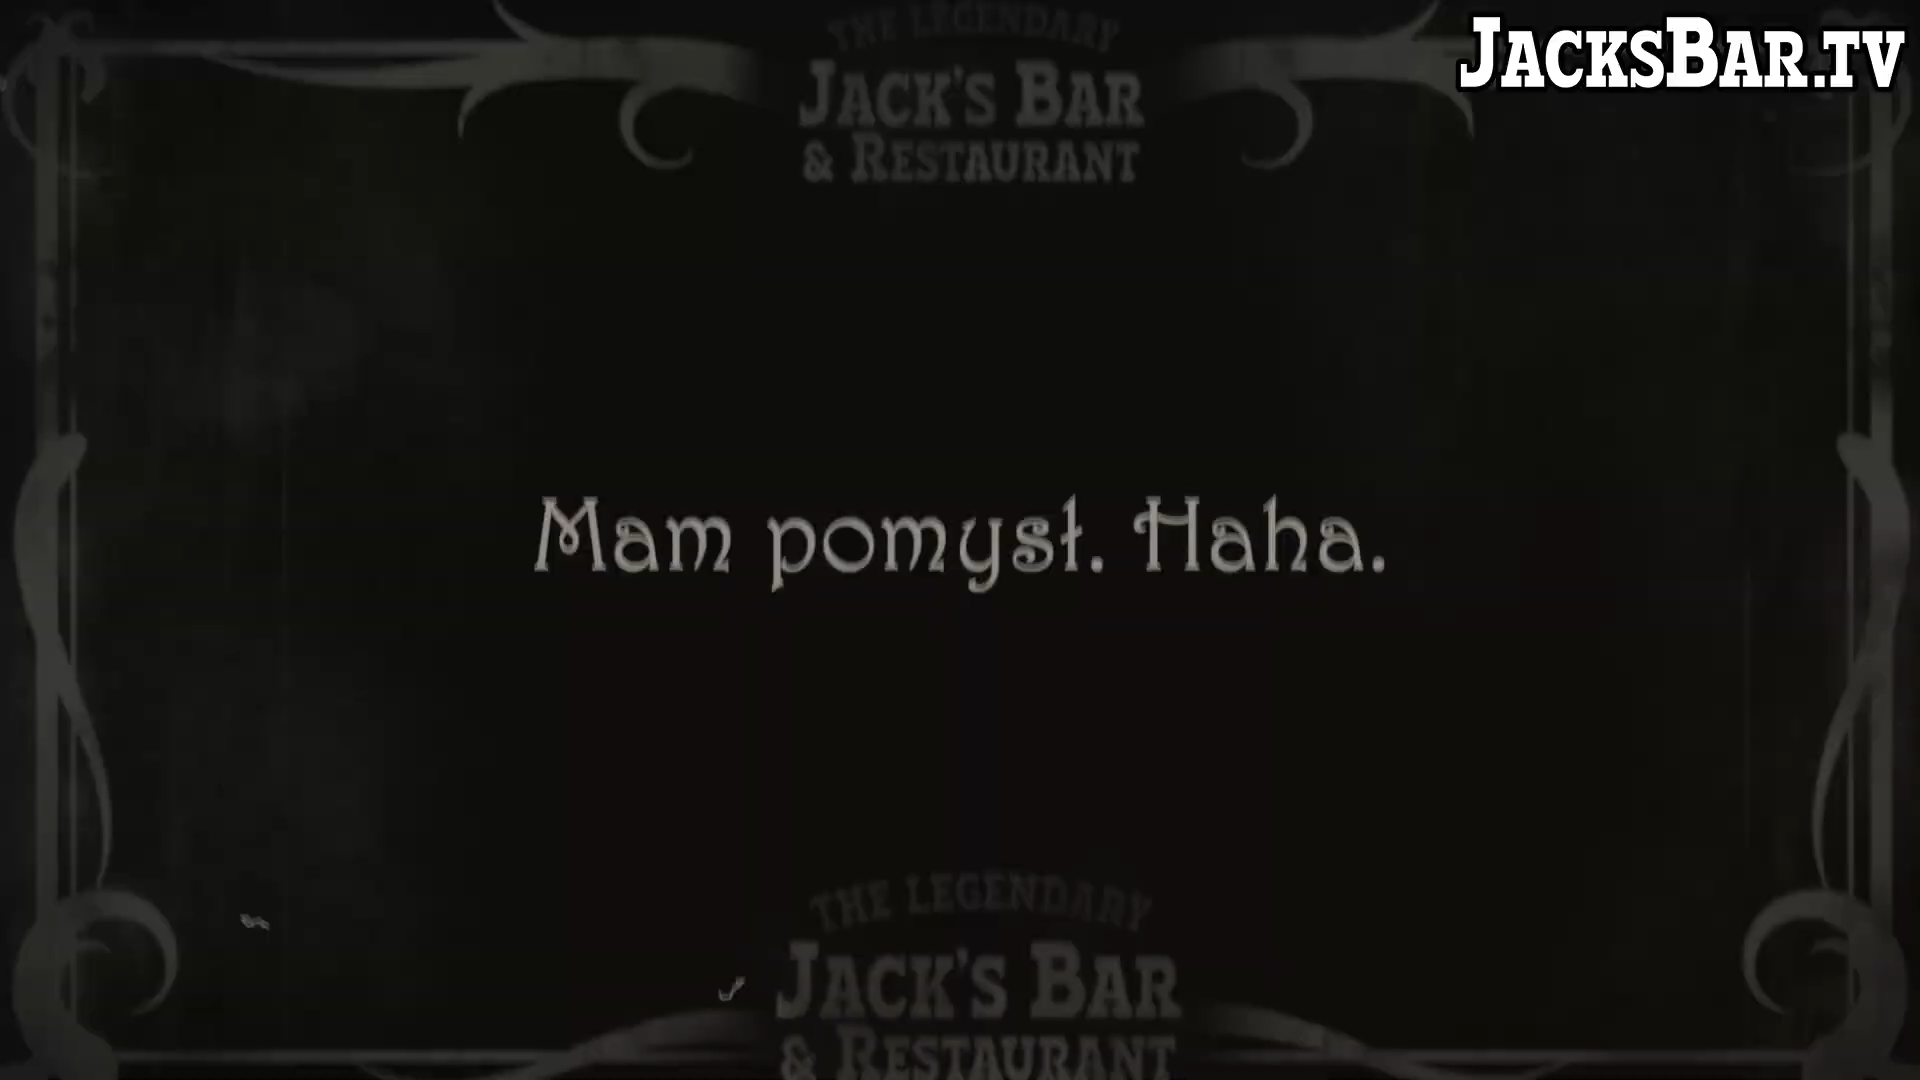 THE LEGENDARY
JACK'S BAR
& RESTAURANT
JACKSBAR.TV
Mam pomysł. Haha.
THE LEGENDARY
JACK'S BAR
& RESTAURANT